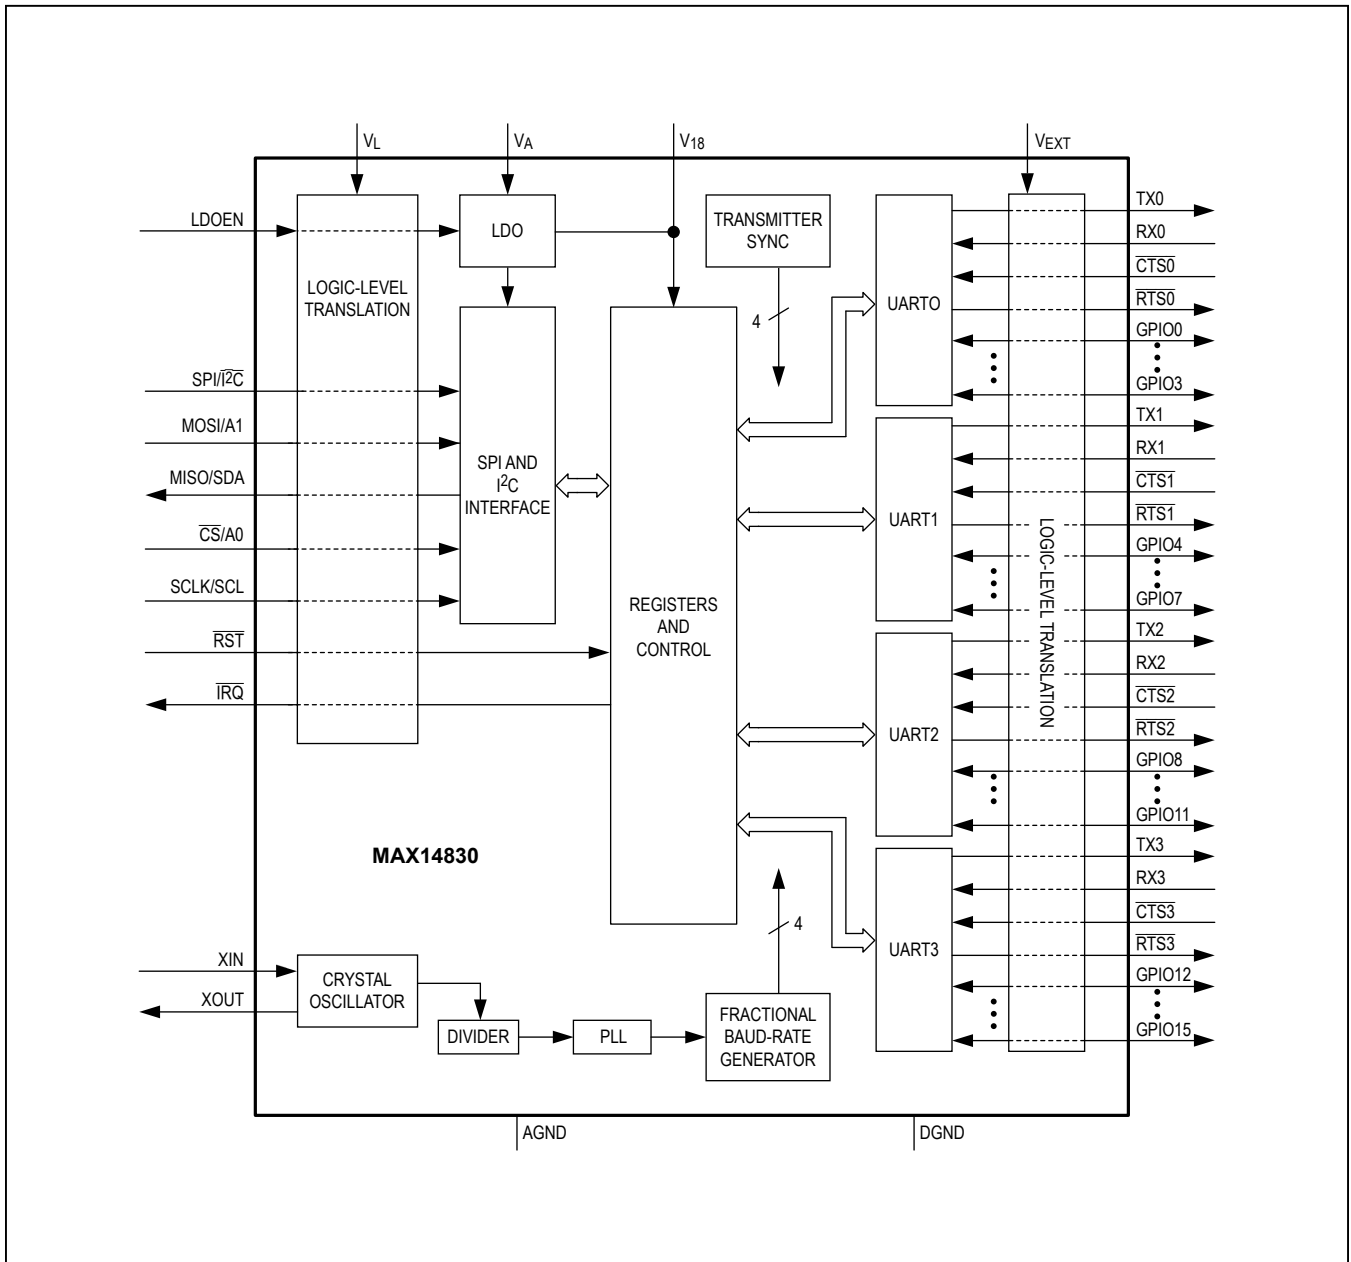 VL
VA
V18
VEXT
LDOEN
LOGIC-LEVEL
TRANSLATION
SPI/I2C
MOSI/A1
MISO/SDA
CS/A0
SCLK/SCL
RST
IRQ
LDO
SPI AND
I2C
INTERFACE
REGISTERS
AND
CONTROL
TRANSMITTER
SYNC
4
UART0
UART1
UART2
UART3
LOGIC-LEVEL TRANSLATION
TX0
RX0
CTS0
RTS0
GPIO0
GPIO3
TX1
RX1
CTS1
RTS1
GPIO4
GPIO7
TX2
RX2
CTS2
RTS2
GPIO8
GPIO11
TX3
RX3
CTS3
RTS3
GPIO12
GPIO15
MAX14830
XIN
XOUT
CRYSTAL
OSCILLATOR
DIVIDER
PLL
FRACTIONAL
BAUD-RATE
GENERATOR
4
AGND
DGND